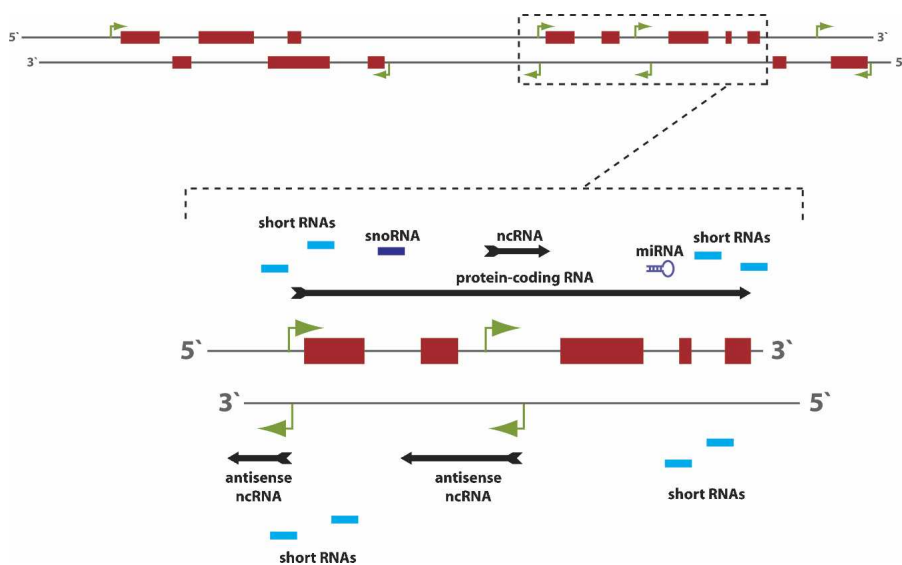 5`
3`
3`
5`
short RNAs
snoRNA
ncRNA
miRNA
short RNAs
protein-coding RNA
5`
3`
3`
5`
antisense
ncRNA
antisense
ncRNA
short RNAs
short RNAs